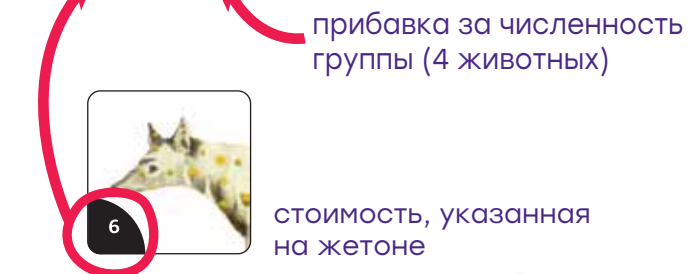 прибавка за численность
группы (4 животных)
6
стоимость, указанная
на жетоне